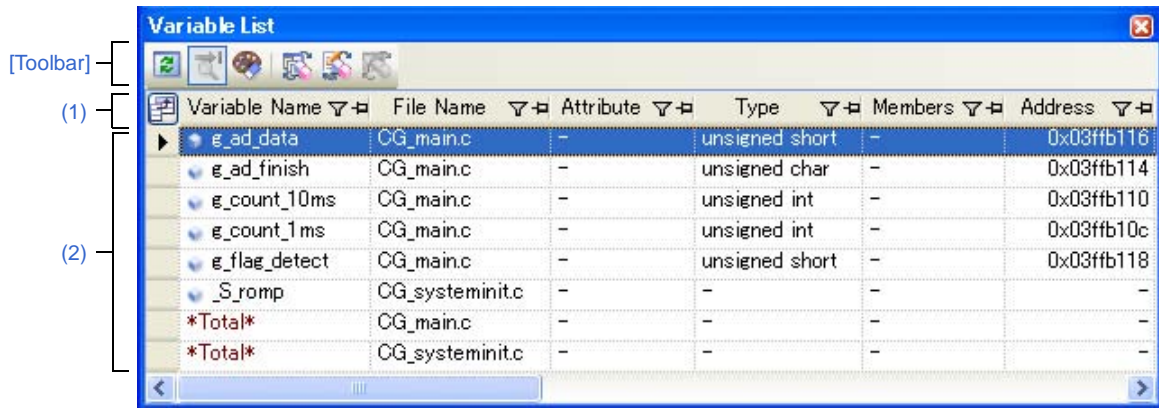 Variable List
[Toolbar]
(1)
Variable Name File Name Attribute Type Members Address
g_ad_data CG_main.c - unsigned short - 0x03ffb116
g_ad_finish CG_main.c - unsigned char - 0x03ffb114
g_count_10ms CG_main.c - unsigned int - 0x03ffb110
g_count_1ms CG_main.c - unsigned int - 0x03ffb10c
(2)
g_flag_detect CG_main.c - unsigned short - 0x03ffb118
_S_romp CG_systeminit.c - - - -
*Total* CG_main.c - - - -
*Total* CG_systeminit.c - - - -